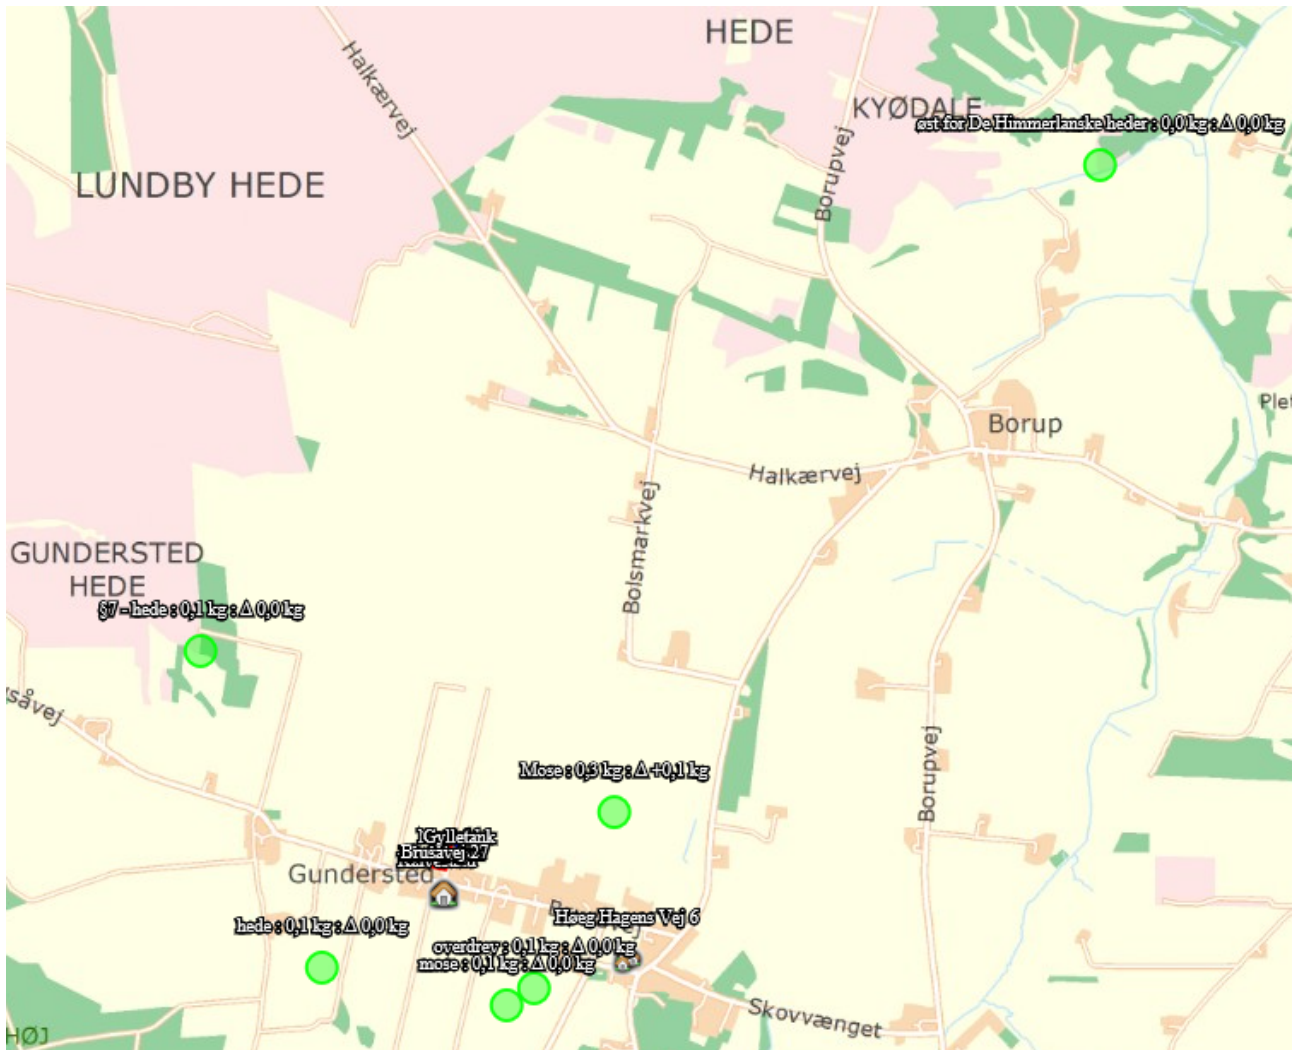 HEDE
Halkærvej
KYØDALE
øst for De Himmerlanske heder : 0,0 kg : Δ 0,0 kg
Borupvej
LUNDBY HEDE
Plet
Borup
Halkærvej
Bolsmarkvej
GUNDERSTED
HEDE
§7 - hede : 0,1 kg : Δ 0,0 kg
såvej
Borupvej
Mose : 0,3 kg : Δ +0,1 kg
Gylletank
Brusåvej 27
Gundersted
Høeg Hagens Vej 6
hede : 0,1 kg : Δ 0,0 kg
overdrev : 0,1 kg : Δ 0,0 kg
mose : 0,1 kg : Δ 0,0 kg
Skovvænget
HØJ